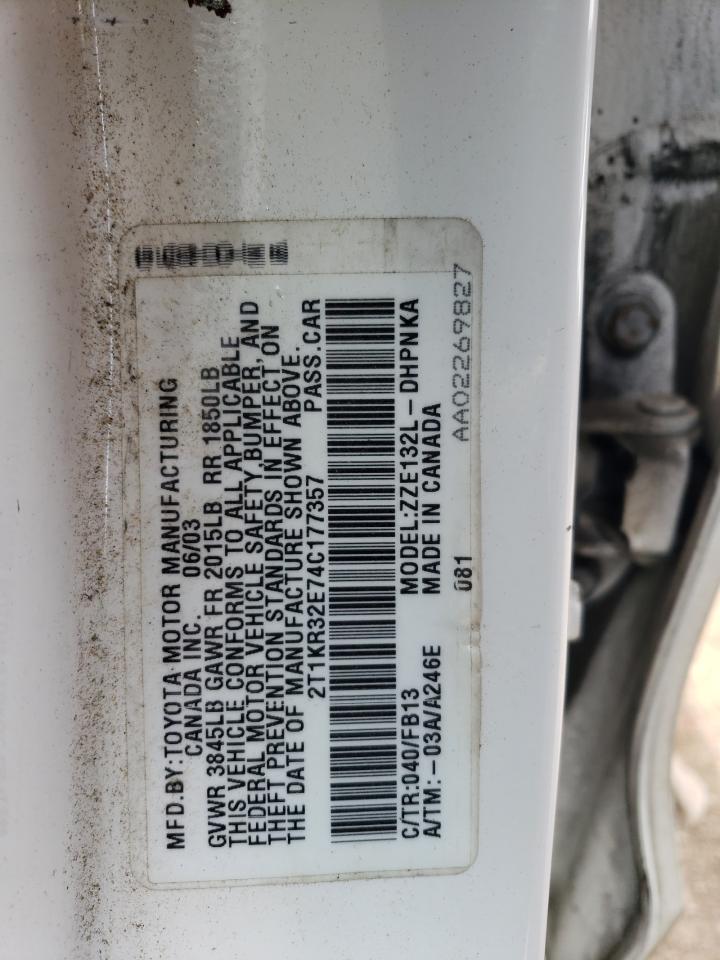 MFD.BY:TOYOTA MOTOR MANUFACTURING
CANADA INC. 06/03
GVWR 3845LB GAWR FR 2015LB RR 1850LB
THIS VEHICLE CONFORMS TO ALL APPLICABLE
FEDERAL MOTOR VEHICLE SAFETY,BUMPER, AND
THEFT PREVENTION STANDARDS IN EFFECT ON
THE DATE OF MANUFACTURE SHOWN ABOVE.
2T1KR32E74C177357 PASS.CAR
C/TR:040/FB13 MODEL:ZZE132L-DHPNKA
A/TM:-03A/A246E MADE IN CANADA
081 AA02269827